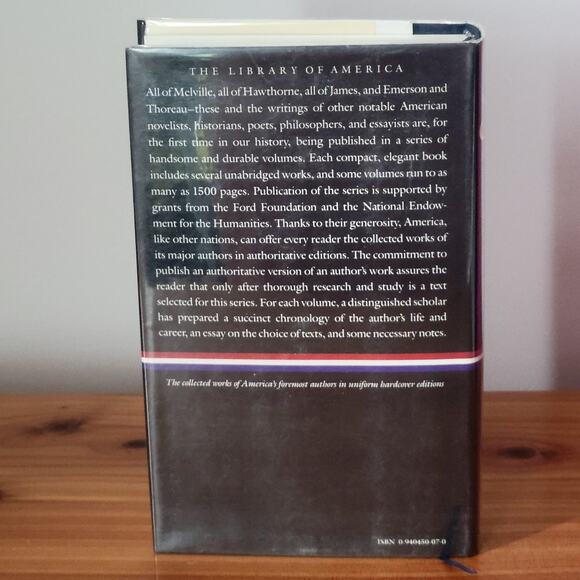 THE LIBRARY OF AMERICA
All of Melville, all of Hawthorne, all of James, and Emerson and
Thoreau—these and the writings of other notable American
novelists, historians, poets, philosophers, and essayists are, for
the first time in our history, being published in a series of
handsome and durable volumes. Each compact, elegant book
includes several unabridged works, and some volumes run to as
many as 1500 pages. Publication of the series is supported by
grants from the Ford Foundation and the National Endow-
ment for the Humanities. Thanks to their generosity, America,
like other nations, can offer every reader the collected works of
its major authors in authoritative editions. The commitment to
publish an authoritative version of an author's work assures the
reader that only after thorough research and study is a text
selected for this series. For each volume, a distinguished scholar
has prepared a succinct chronology of the author's life and
career, an essay on the choice of texts, and some necessary notes.
The collected works of America's foremost authors in uniform hardcover editions
ISBN 0-940450-07-0